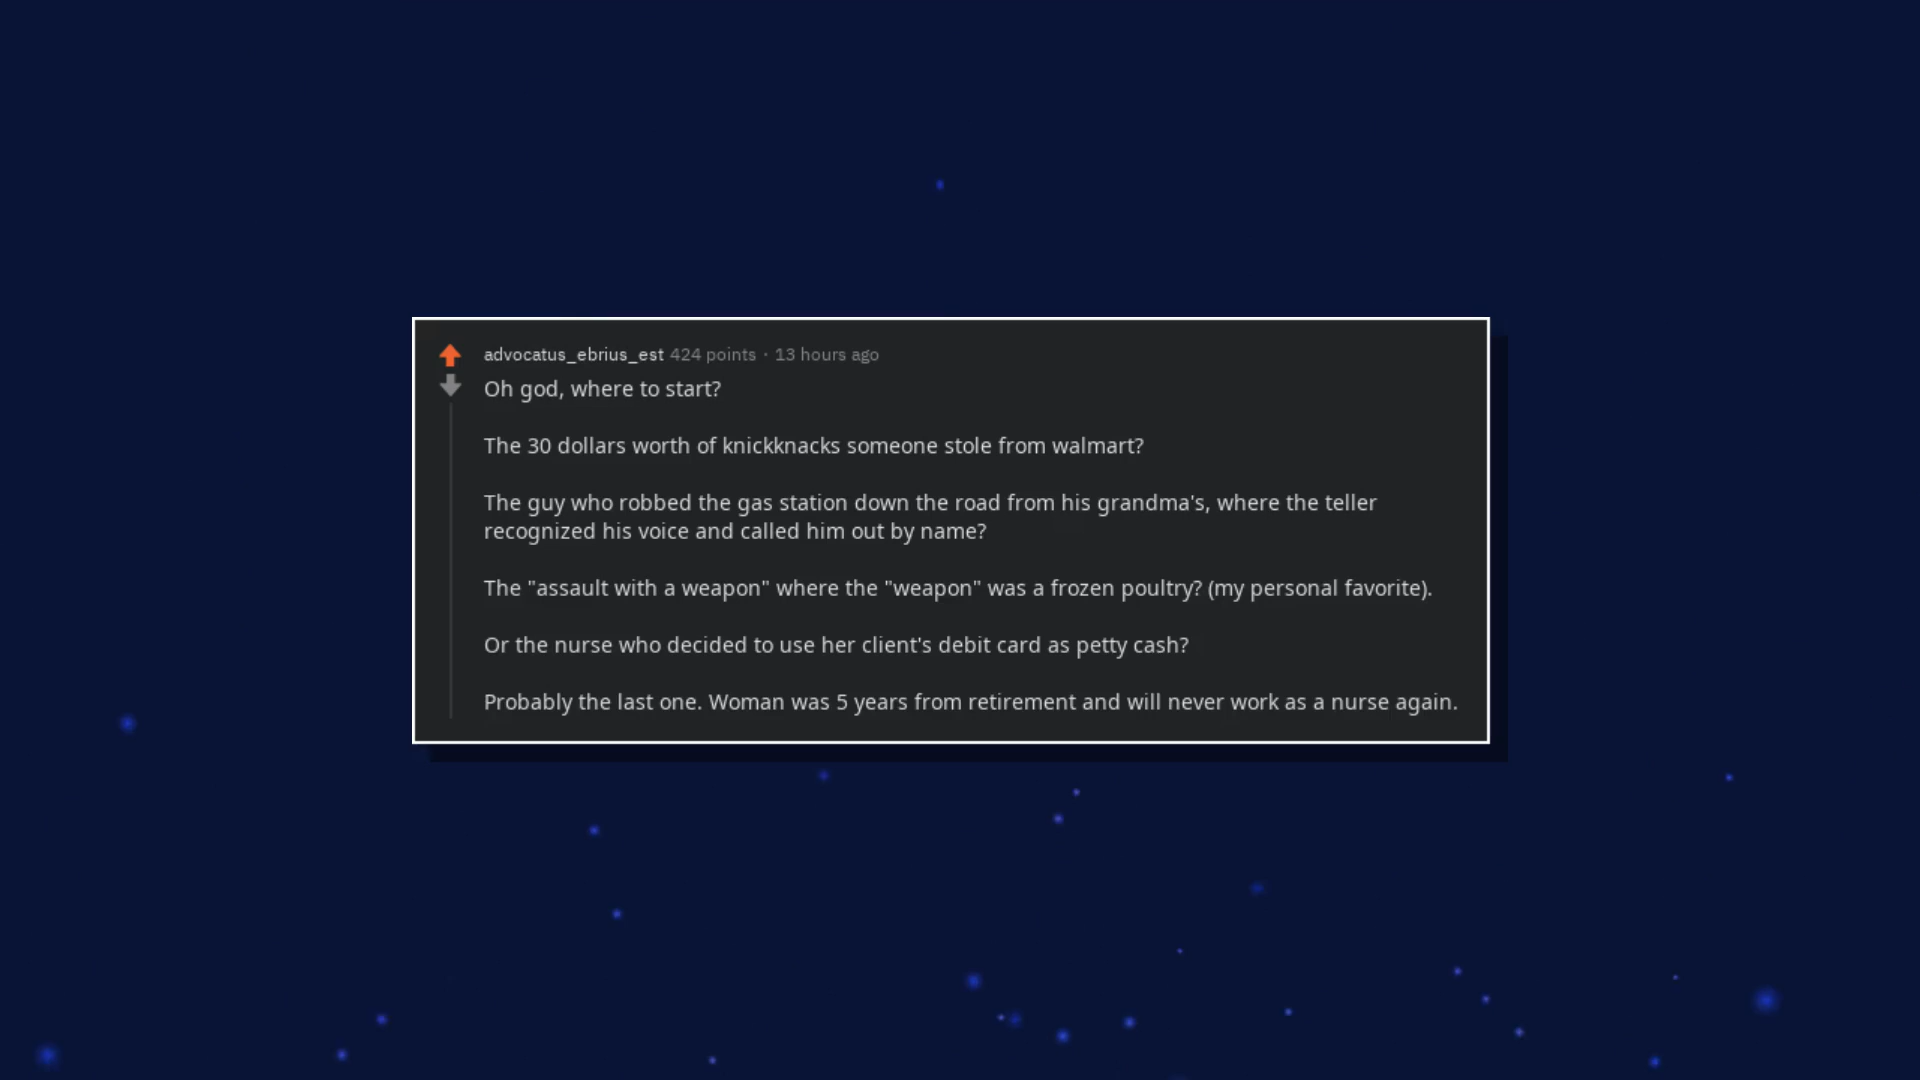 advocatus_ebrius_est 424 points · 13 hours ago
Oh god, where to start?
The 30 dollars worth of knickknacks someone stole from walmart?
The guy who robbed the gas station down the road from his grandma's, where the teller
recognized his voice and called him out by name?
The "assault with a weapon" where the "weapon" was a frozen poultry? (my personal favorite).
Or the nurse who decided to use her client's debit card as petty cash?
Probably the last one. Woman was 5 years from retirement and will never work as a nurse again.